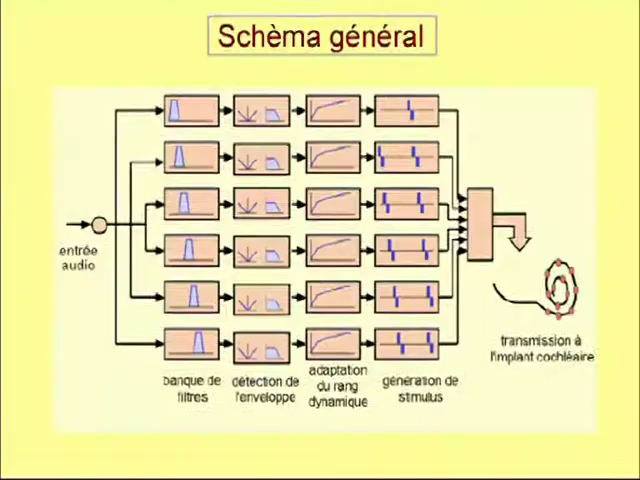 Schèma général
entrée
audio
transmission à
l'implant cochléaire
banque de
filtres
détection de
l'enveloppe
adaptation
du rang
dynamique
génération de
stimulus